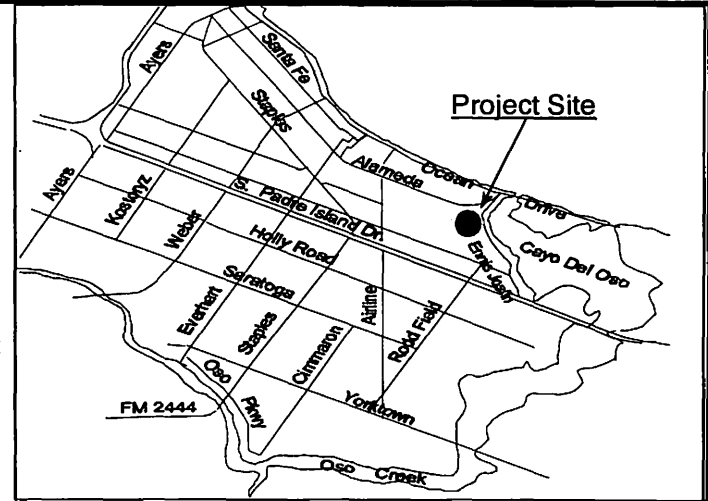 Ayers
Santa Fe
Staples
Project Site
Alameda
Ocean
Drive
Ayers
Kostoryz
Weber
S. Padre Island Dr.
Holly Road
Ennis Joslin
Cayo Del Oso
Saratoga
Everhart
Staples
Airline
Rodd Field
Cimmaron
Oso
Pkwy
Yorktown
FM 2444
Oso Creek